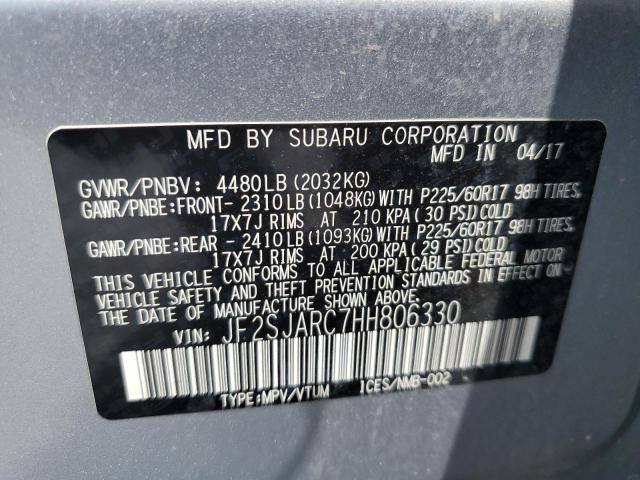 MFD BY SUBARU CORPORATION
MFD IN 04/17
GVWR/PNBV: 4480LB(2032KG)
GAWR/PNBE:FRONT- 2310LB(1048KG)WITH P225/60R17 98H TIRES,
17X7J RIMS AT 210 KPA(30 PSI)COLD
GAWR/PNBE:REAR - 2410LB(1093KG)WITH P225/60R17 98H TIRES,
17X7J RIMS AT 200 KPA(29 PSI)COLD
THIS VEHICLE CONFORMS TO ALL APPLICABLE FEDERAL MOTOR
VEHICLE SAFETY AND THEFT PREVENTION STANDARDS IN EFFECT ON
DATE OF MANUFACTURE SHOWN ABOVE.
VIN: JF2SJARC7HH806330
TYPE:MPV/VTUM ICES/NMB-002